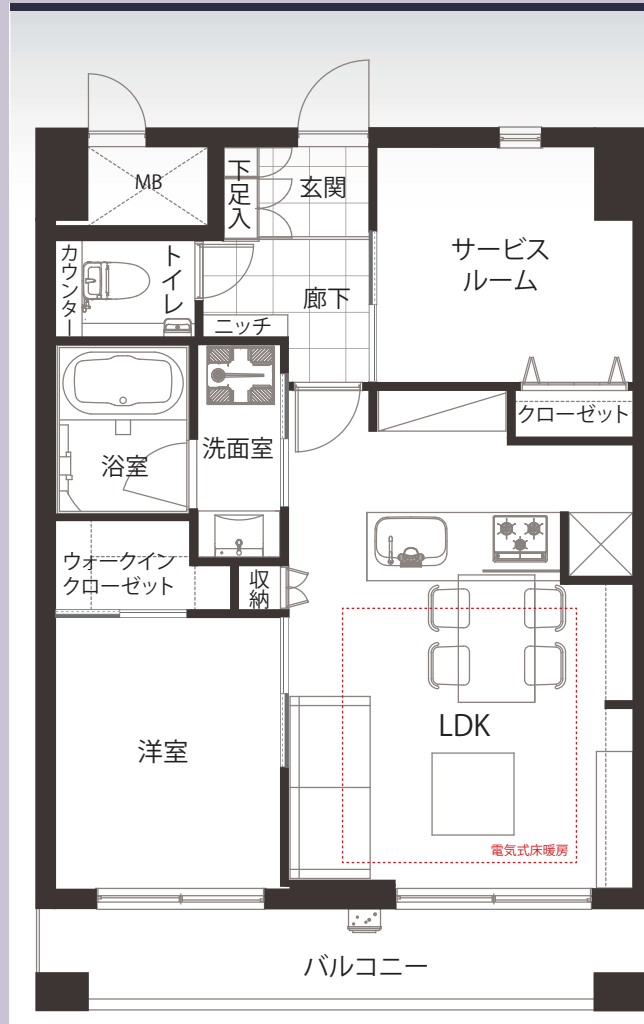 MB
下足入
玄関
サービス
ルーム
カウンター
トイレ
廊下
ニッチ
クローゼット
浴室
洗面室
ウォークイン
クローゼット
収納
洋室
LDK
電気式床暖房
バルコニー